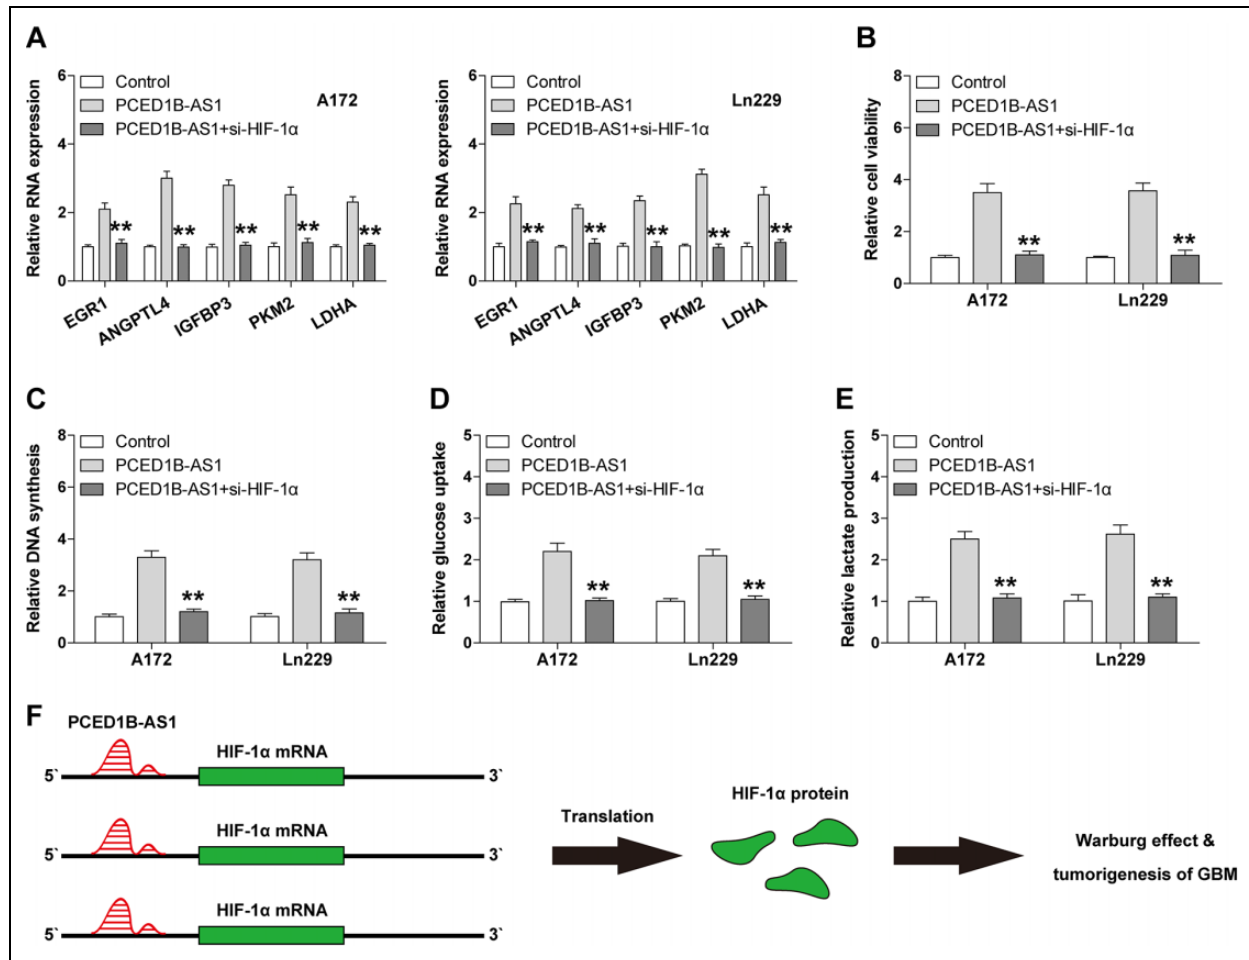 A
6
4
2
0
Relative RNA expression
Control
PCED1B-AS1
PCED1B-AS1+si-HIF-1α
A172
**
**
**
**
**
EGR1
ANGPTL4
IGFBP3
PKM2
LDHA
6
4
2
0
Relative RNA expression
Control
PCED1B-AS1
PCED1B-AS1+si-HIF-1α
Ln229
**
**
**
**
**
EGR1
ANGPTL4
IGFBP3
PKM2
LDHA
B
8
6
4
2
0
Relative cell viability
Control
PCED1B-AS1
PCED1B-AS1+si-HIF-1α
**
**
A172
Ln229
C
8
6
4
2
0
Relative DNA synthesis
Control
PCED1B-AS1
PCED1B-AS1+si-HIF-1α
**
**
A172
Ln229
D
5
4
3
2
1
0
Relative glucose uptake
Control
PCED1B-AS1
PCED1B-AS1+si-HIF-1α
**
**
A172
Ln229
E
5
4
3
2
1
0
Relative lactate production
Control
PCED1B-AS1
PCED1B-AS1+si-HIF-1α
**
**
A172
Ln229
F
PCED1B-AS1
5` HIF-1α mRNA 3`
5` HIF-1α mRNA 3`
5` HIF-1α mRNA 3`
Translation
HIF-1α protein
Warburg effect &
tumorigenesis of GBM